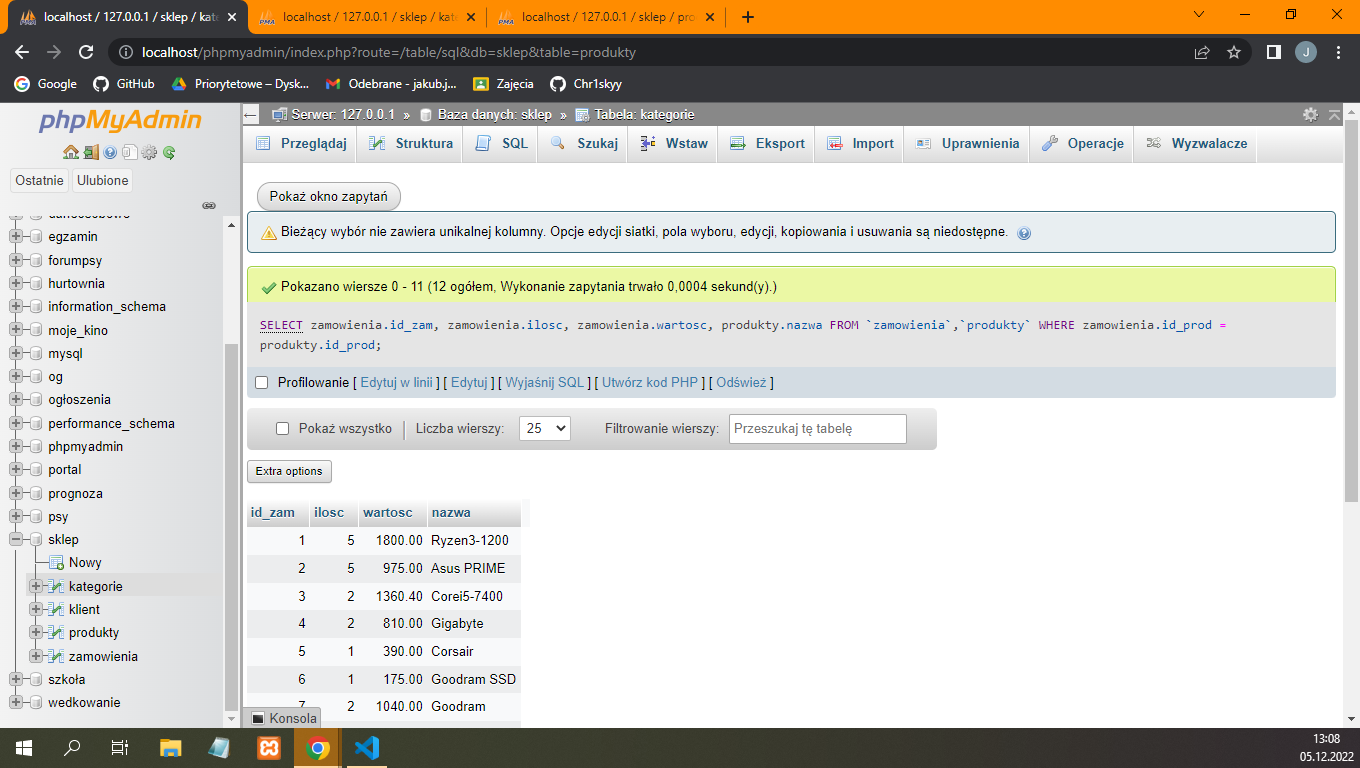 localhost / 127.0.0.1 / sklep / kate
localhost / 127.0.0.1 / sklep / kate
localhost / 127.0.0.1 / sklep / pro
localhost/phpmyadmin/index.php?route=/table/sql&db=sklep&table=produkty
J
Google
GitHub
Priorytetowe – Dysk...
Odebrane - jakub.j...
Zajęcia
Chr1skyy
phpMyAdmin
Ostatnie
Ulubione
egzamin
forumpsy
hurtownia
information_schema
moje_kino
mysql
og
ogłoszenia
performance_schema
phpmyadmin
portal
prognoza
psy
sklep
Nowy
kategorie
klient
produkty
zamowienia
szkoła
wedkowanie
Serwer: 127.0.0.1 » Baza danych: sklep » Tabela: kategorie
Przeglądaj Struktura SQL Szukaj Wstaw Eksport Import Uprawnienia Operacje Wyzwalacze
Pokaż okno zapytań
Bieżący wybór nie zawiera unikalnej kolumny. Opcje edycji siatki, pola wyboru, edycji, kopiowania i usuwania są niedostępne.
Pokazano wiersze 0 - 11 (12 ogółem, Wykonanie zapytania trwało 0,0004 sekund(y).)
SELECT zamowienia.id_zam, zamowienia.ilosc, zamowienia.wartosc, produkty.nazwa FROM `zamowienia`,`produkty` WHERE zamowienia.id_prod =
produkty.id_prod;
Profilowanie [ Edytuj w linii ] [ Edytuj ] [ Wyjaśnij SQL ] [ Utwórz kod PHP ] [ Odśwież ]
Pokaż wszystko | Liczba wierszy: 25 Filtrowanie wierszy: Przeszukaj tę tabelę
Extra options
id_zam ilosc wartosc nazwa
1 5 1800.00 Ryzen3-1200
2 5 975.00 Asus PRIME
3 2 1360.40 Corei5-7400
4 2 810.00 Gigabyte
5 1 390.00 Corsair
6 1 175.00 Goodram SSD
7 2 1040.00 Goodram
Konsola
13:08
05.12.2022